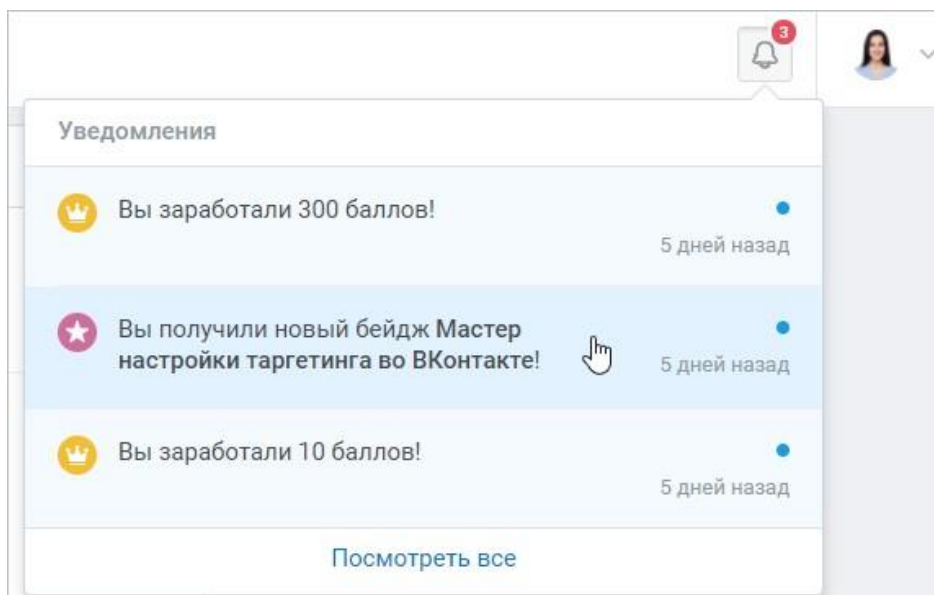 3
Уведомления
Вы заработали 300 баллов!
5 дней назад
Вы получили новый бейдж Мастер
настройки таргетинга во ВКонтакте!
5 дней назад
Вы заработали 10 баллов!
5 дней назад
Посмотреть все